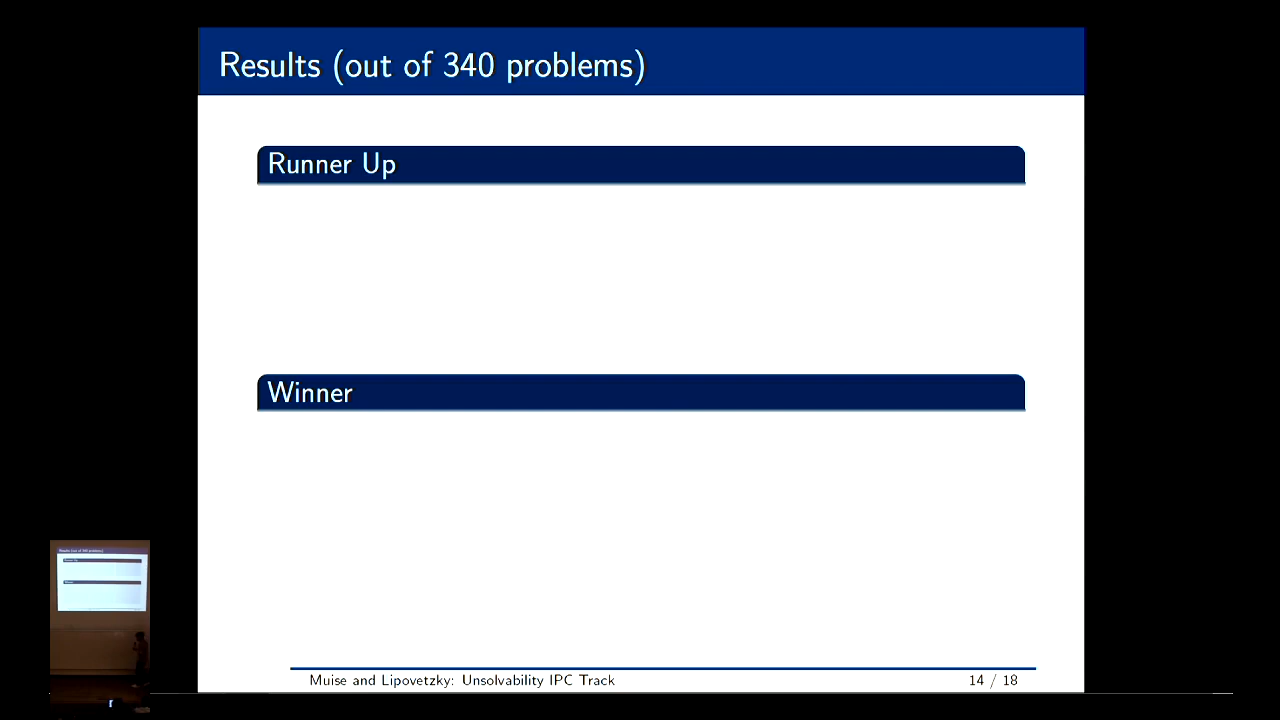 Results (out of 340 problems)
Runner Up
Winner
Muise and Lipovetzky: Unsolvability IPC Track
14 / 18